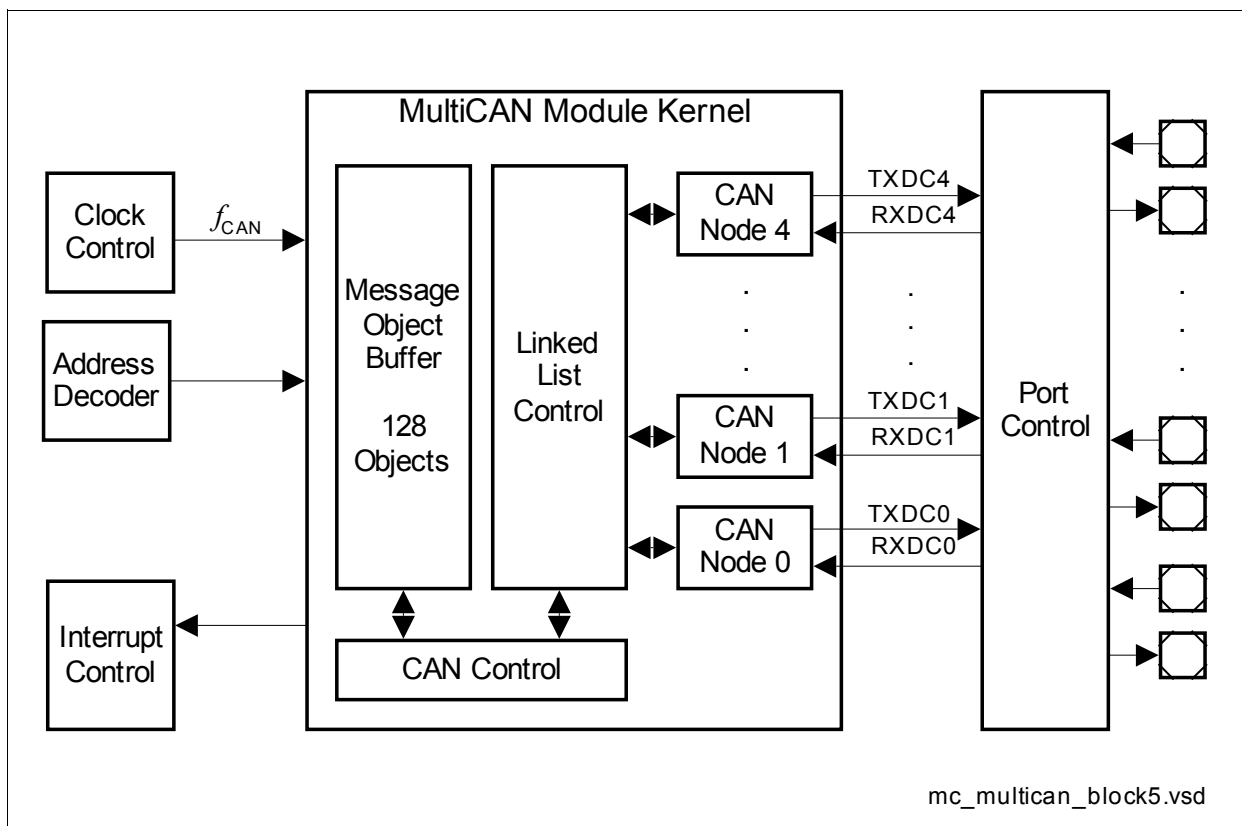 MultiCAN Module Kernel
Clock
Control
fCAN
Address
Decoder
Interrupt
Control
Message
Object
Buffer
128
Objects
Linked
List
Control
CAN Control
CAN
Node 4
CAN
Node 1
CAN
Node 0
TXDC4
RXDC4
TXDC1
RXDC1
TXDC0
RXDC0
Port
Control
mc_multican_block5.vsd